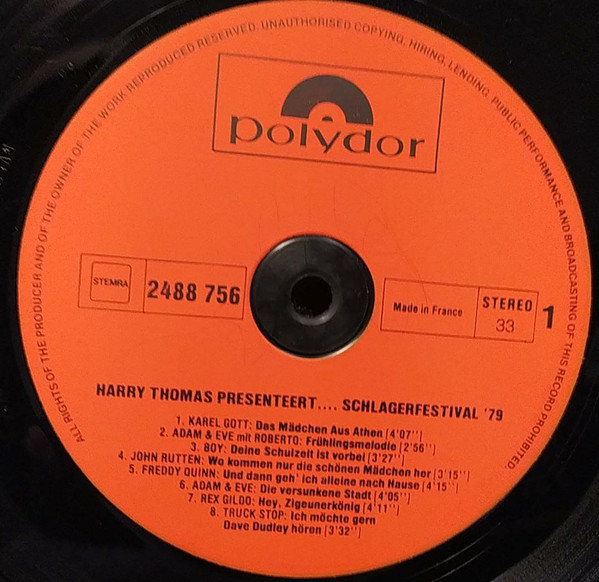 ALL RIGHTS OF THE PRODUCER AND OF THE OWNER OF THE WORK REPRODUCED RESERVED. UNAUTHORISED COPYING, HIRING, LENDING. PUBLIC PERFORMANCE AND BROADCASTING OF THIS RECORD PROHIBITED.
polydor
STEMRA
2488 756
Made in France
STEREO
33
1
HARRY THOMAS PRESENTEERT.... SCHLAGERFESTIVAL '79
1. KAREL GOTT: Das Mädchen Aus Athen [4'07'']
2. ADAM & EVE mit ROBERTO: Frühlingsmelodie [2'56'']
3. BOY: Deine Schulzeit ist vorbei [3'27'']
4. JOHN RUTTEN: Wo kommen nur die schönen Mädchen her [3'15'']
5. FREDDY QUINN: Und dann geh' ich alleine nach Hause [4'15'']
6. ADAM & EVE: Die versunkene Stadt [4'05'']
7. REX GILDO: Hey, Zigeunerkönig [4'11'']
8. TRUCK STOP: Ich möchte gern
Dave Dudley hören [3'32'']